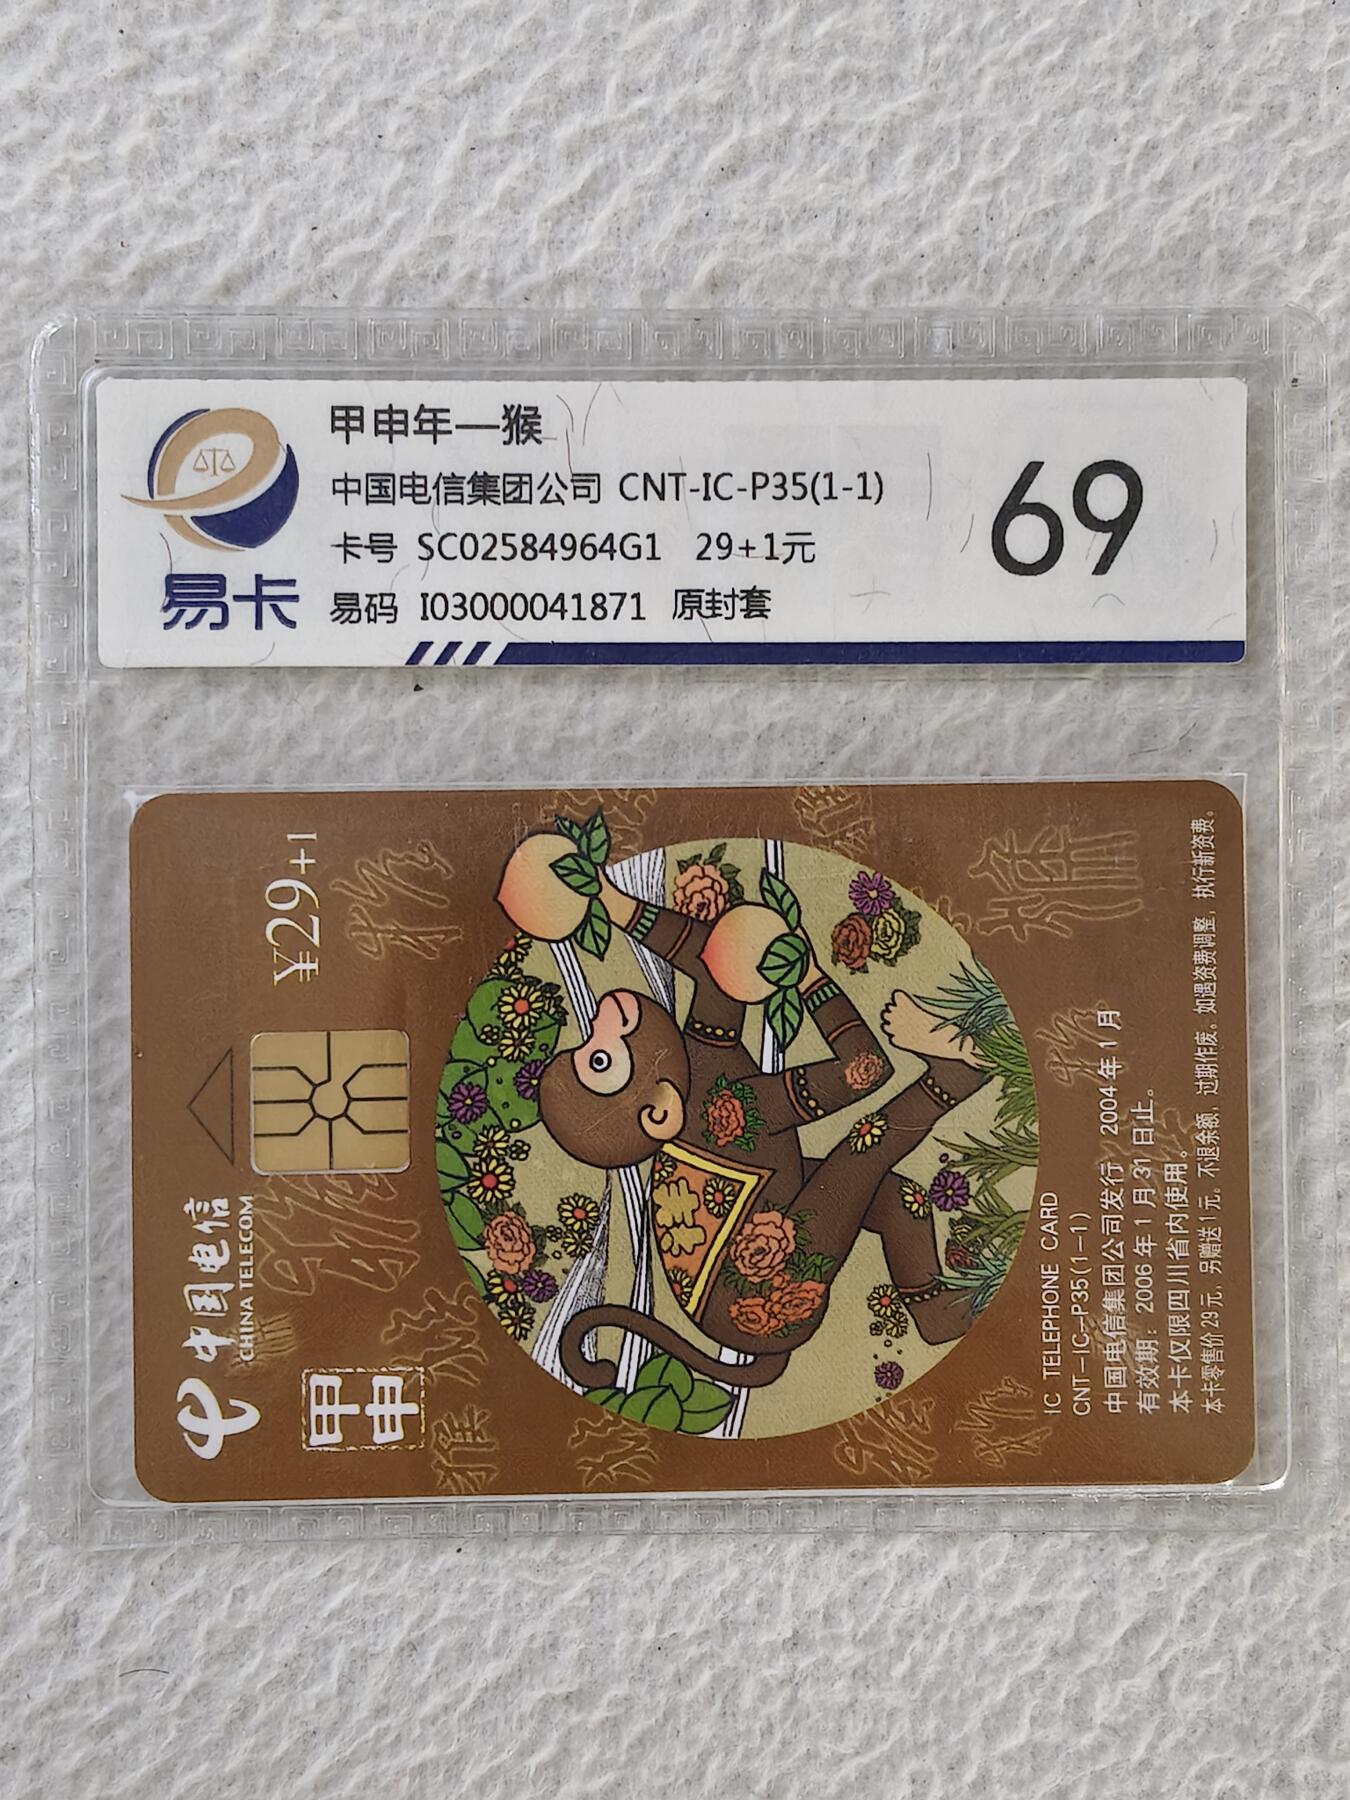 甲申年—猴
中国电信集团公司 CNT-IC-P35(1-1)
卡号 SC02584964G1 29+1元
易码 I03000041871 原封套
69
易卡
中国电信
CHINA TELECOM
¥29+1
甲申
IC TELEPHONE CARD
CNT-IC-P35(1-1)
中国电信集团公司发行 2004年1月
有效期：2006年1月31日止。
本卡仅限四川省内使用。
本卡零售价29元，另赠送1元。不退余额，过期作废。如遇资费调整，执行新资费。